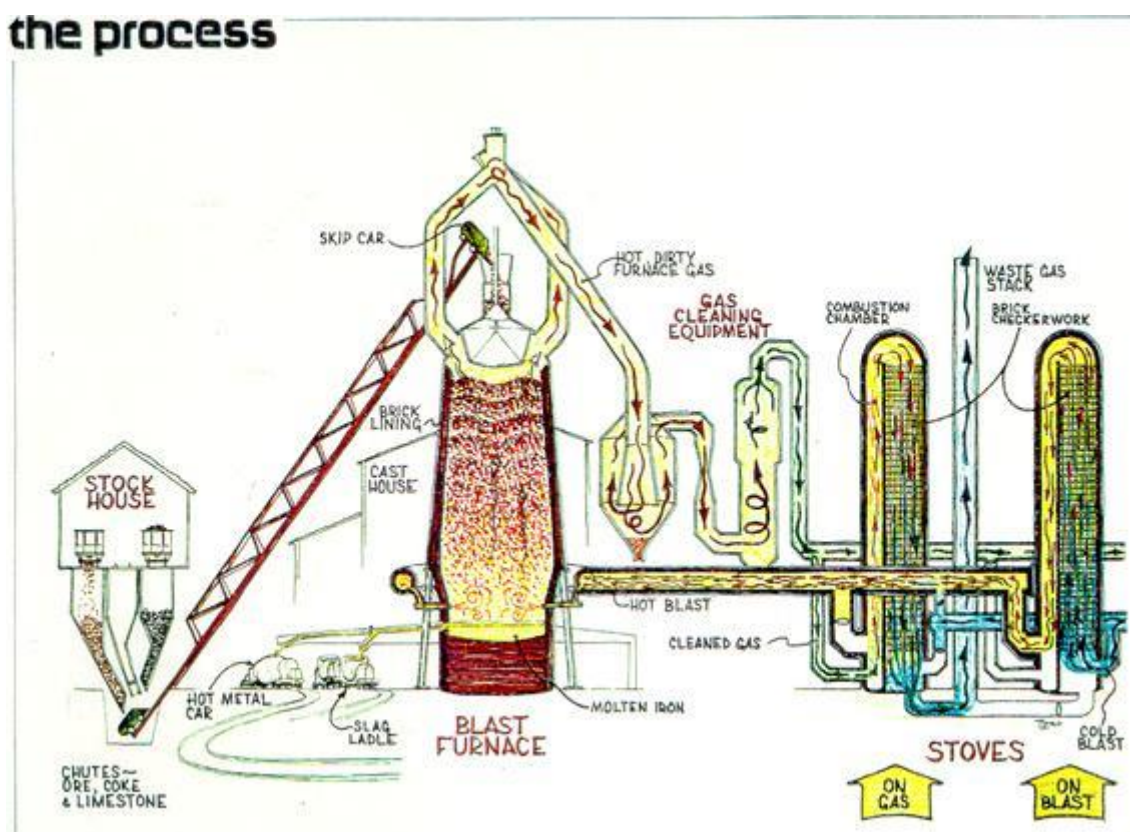 the process
SKIP CAR
HOT DIRTY
FURNACE GAS
GAS
CLEANING
EQUIPMENT
COMBUSTION
CHAMBER
WASTE GAS
STACK
BRICK
CHECKERWORK
BRICK
LINING
CAST
HOUSE
STOCK
HOUSE
HOT BLAST
CLEANED GAS
HOT METAL
CAR
SLAG
LADLE
MOLTEN IRON
BLAST
FURNACE
STOVES
COLD
BLAST
CHUTES~
ORE, COKE
& LIMESTONE
ON
GAS
ON
BLAST